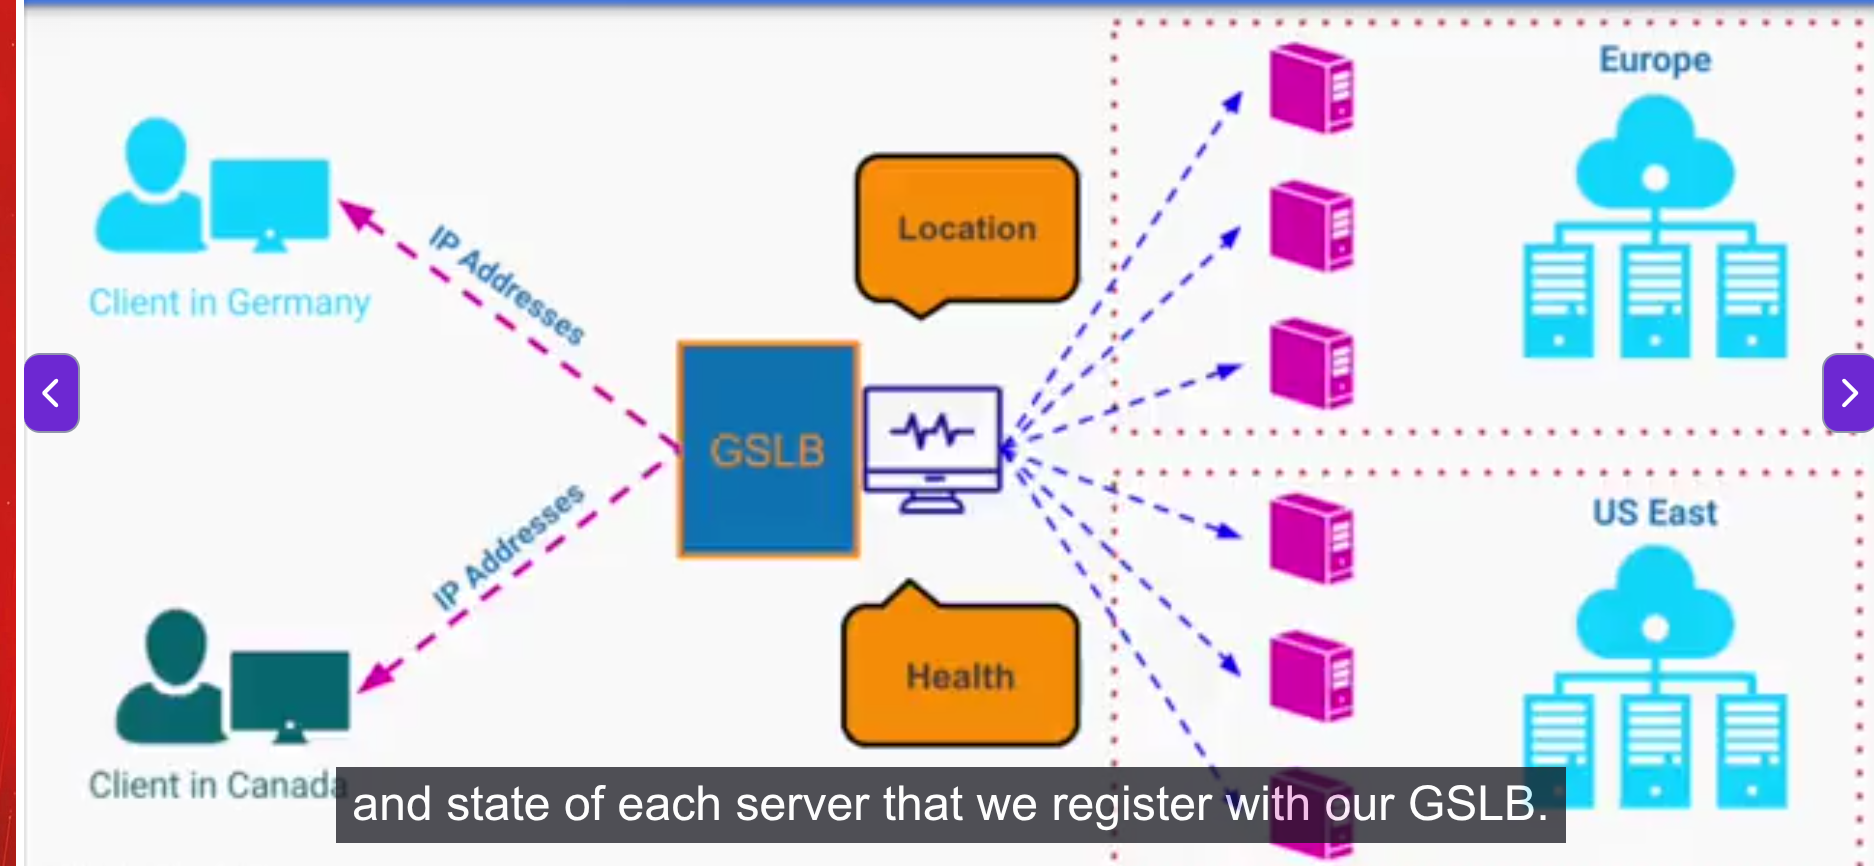 Europe
Location
IP Addresses
Client in Germany
GSLB
US East
IP Addresses
Health
Client in Canada
and state of each server that we register with our GSLB.